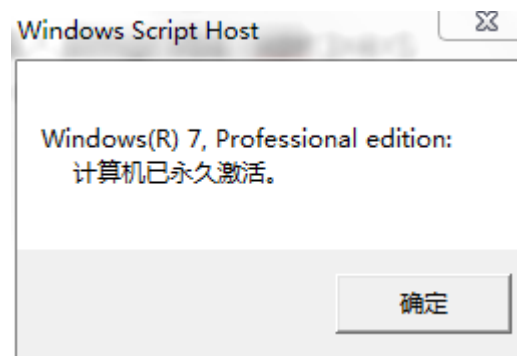 Windows Script Host
Windows(R) 7, Professional edition:
计算机已永久激活。
确定